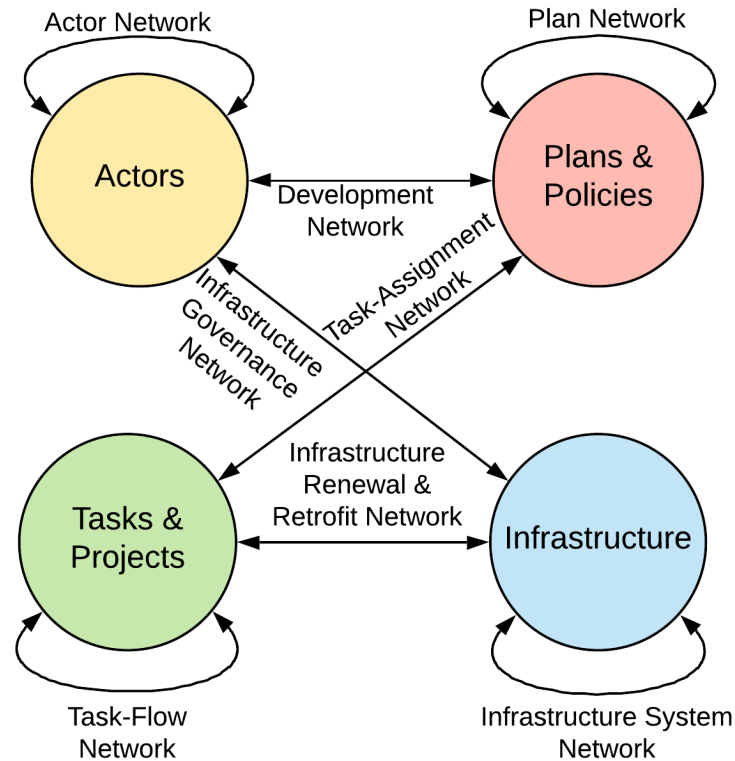 Actor Network
Plan Network
Actors
Plans &
Policies
Development
Network
Task-Assignment
Network
Infrastructure
Governance
Network
Infrastructure
Renewal &
Retrofit Network
Tasks &
Projects
Infrastructure
Task-Flow
Network
Infrastructure System
Network